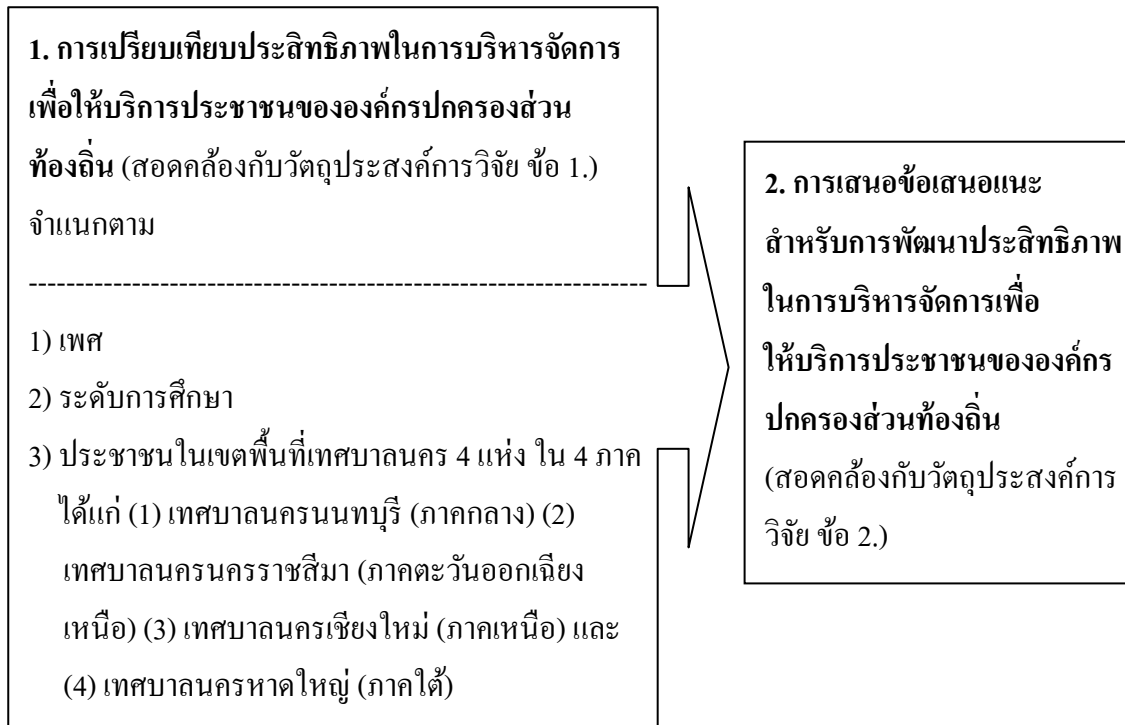 1. การเปรียบเทียบประสิทธิภาพในการบริหารจัดการ
เพื่อให้บริการประชาชนขององค์กรปกครองส่วน
ท้องถิ่น (สอดคล้องกับวัตถุประสงค์การวิจัย ข้อ 1.)
จำแนกตาม
------------------------------------------------------------------
1) เพศ
2) ระดับการศึกษา
3) ประชาชนในเขตพื้นที่เทศบาลนคร 4 แห่ง ใน 4 ภาค
ได้แก่ (1) เทศบาลนครนนทบุรี (ภาคกลาง) (2)
เทศบาลนครนครราชสีมา (ภาคตะวันออกเฉียง
เหนือ) (3) เทศบาลนครเชียงใหม่ (ภาคเหนือ) และ
(4) เทศบาลนครหาดใหญ่ (ภาคใต้)
2. การเสนอข้อเสนอแนะ
สำหรับการพัฒนาประสิทธิภาพ
ในการบริหารจัดการเพื่อ
ให้บริการประชาชนขององค์กร
ปกครองส่วนท้องถิ่น
(สอดคล้องกับวัตถุประสงค์การ
วิจัย ข้อ 2.)